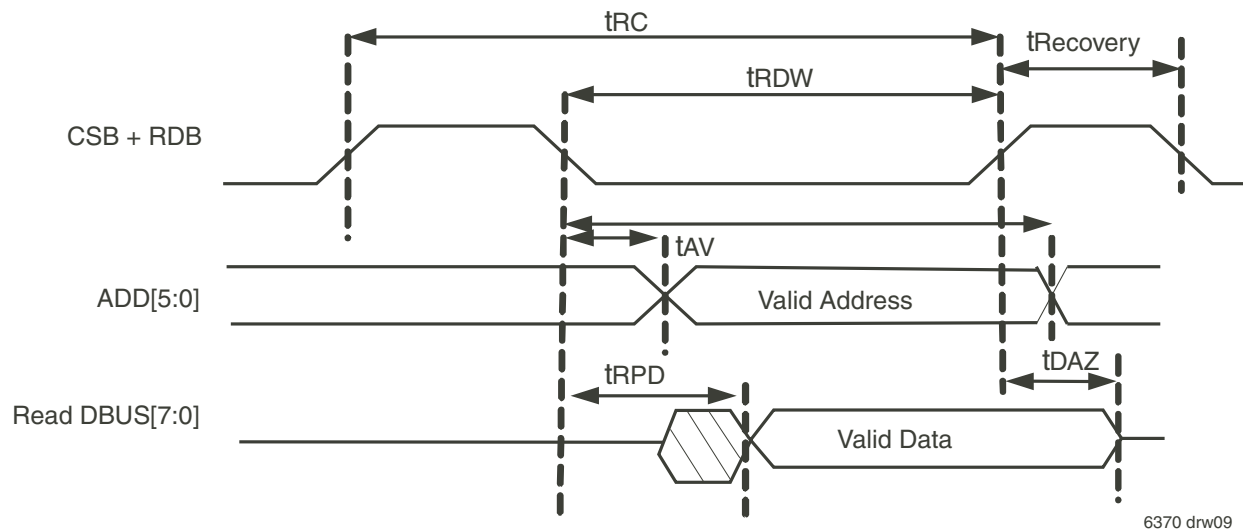 tRC
tRecovery
tRDW
CSB + RDB
tAV
ADD[5:0]
Valid Address
tRPD
tDAZ
Read DBUS[7:0]
Valid Data
6370 drw09